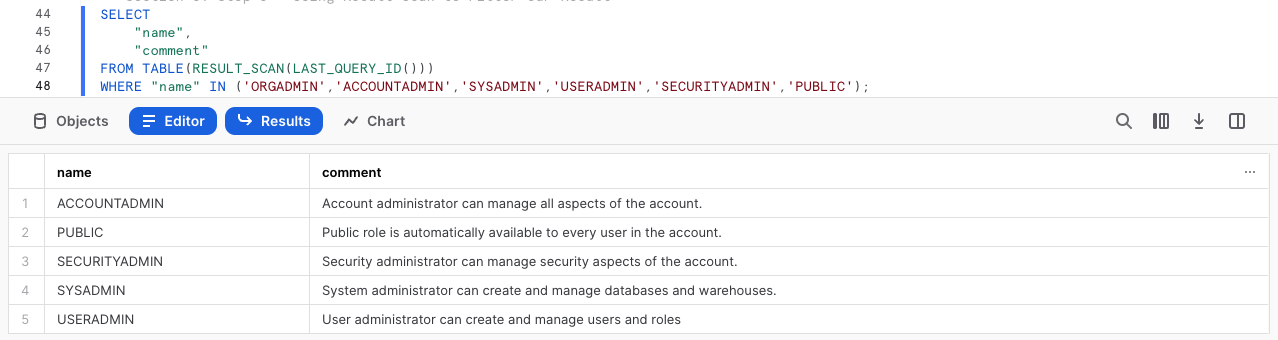 44 SELECT
45 "name",
46 "comment"
47 FROM TABLE(RESULT_SCAN(LAST_QUERY_ID()))
48 WHERE "name" IN ('ORGADMIN','ACCOUNTADMIN','SYSADMIN','USERADMIN','SECURITYADMIN','PUBLIC');
Objects Editor Results Chart
name comment ...
1 ACCOUNTADMIN Account administrator can manage all aspects of the account.
2 PUBLIC Public role is automatically available to every user in the account.
3 SECURITYADMIN Security administrator can manage security aspects of the account.
4 SYSADMIN System administrator can create and manage databases and warehouses.
5 USERADMIN User administrator can create and manage users and roles